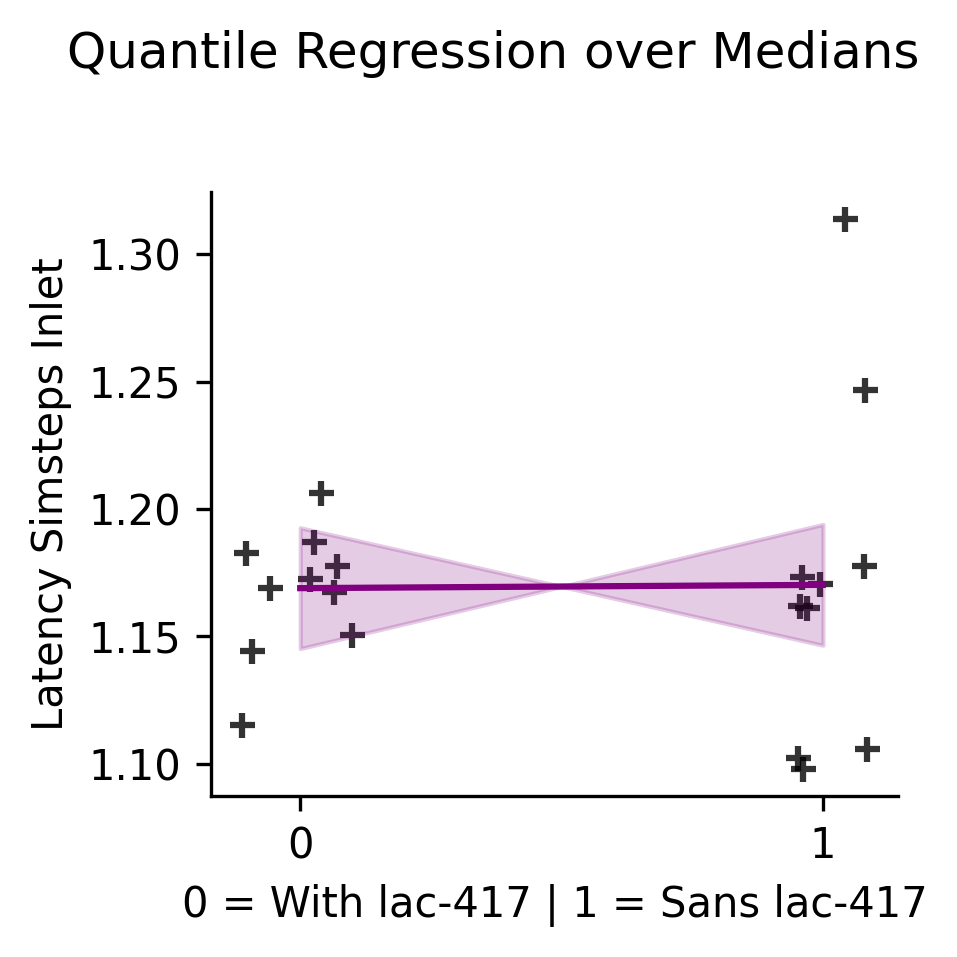 Quantile Regression over Medians
Latency Simsteps Inlet
1.30
1.25
1.20
1.15
1.10
0
1
0 = With lac-417 | 1 = Sans lac-417